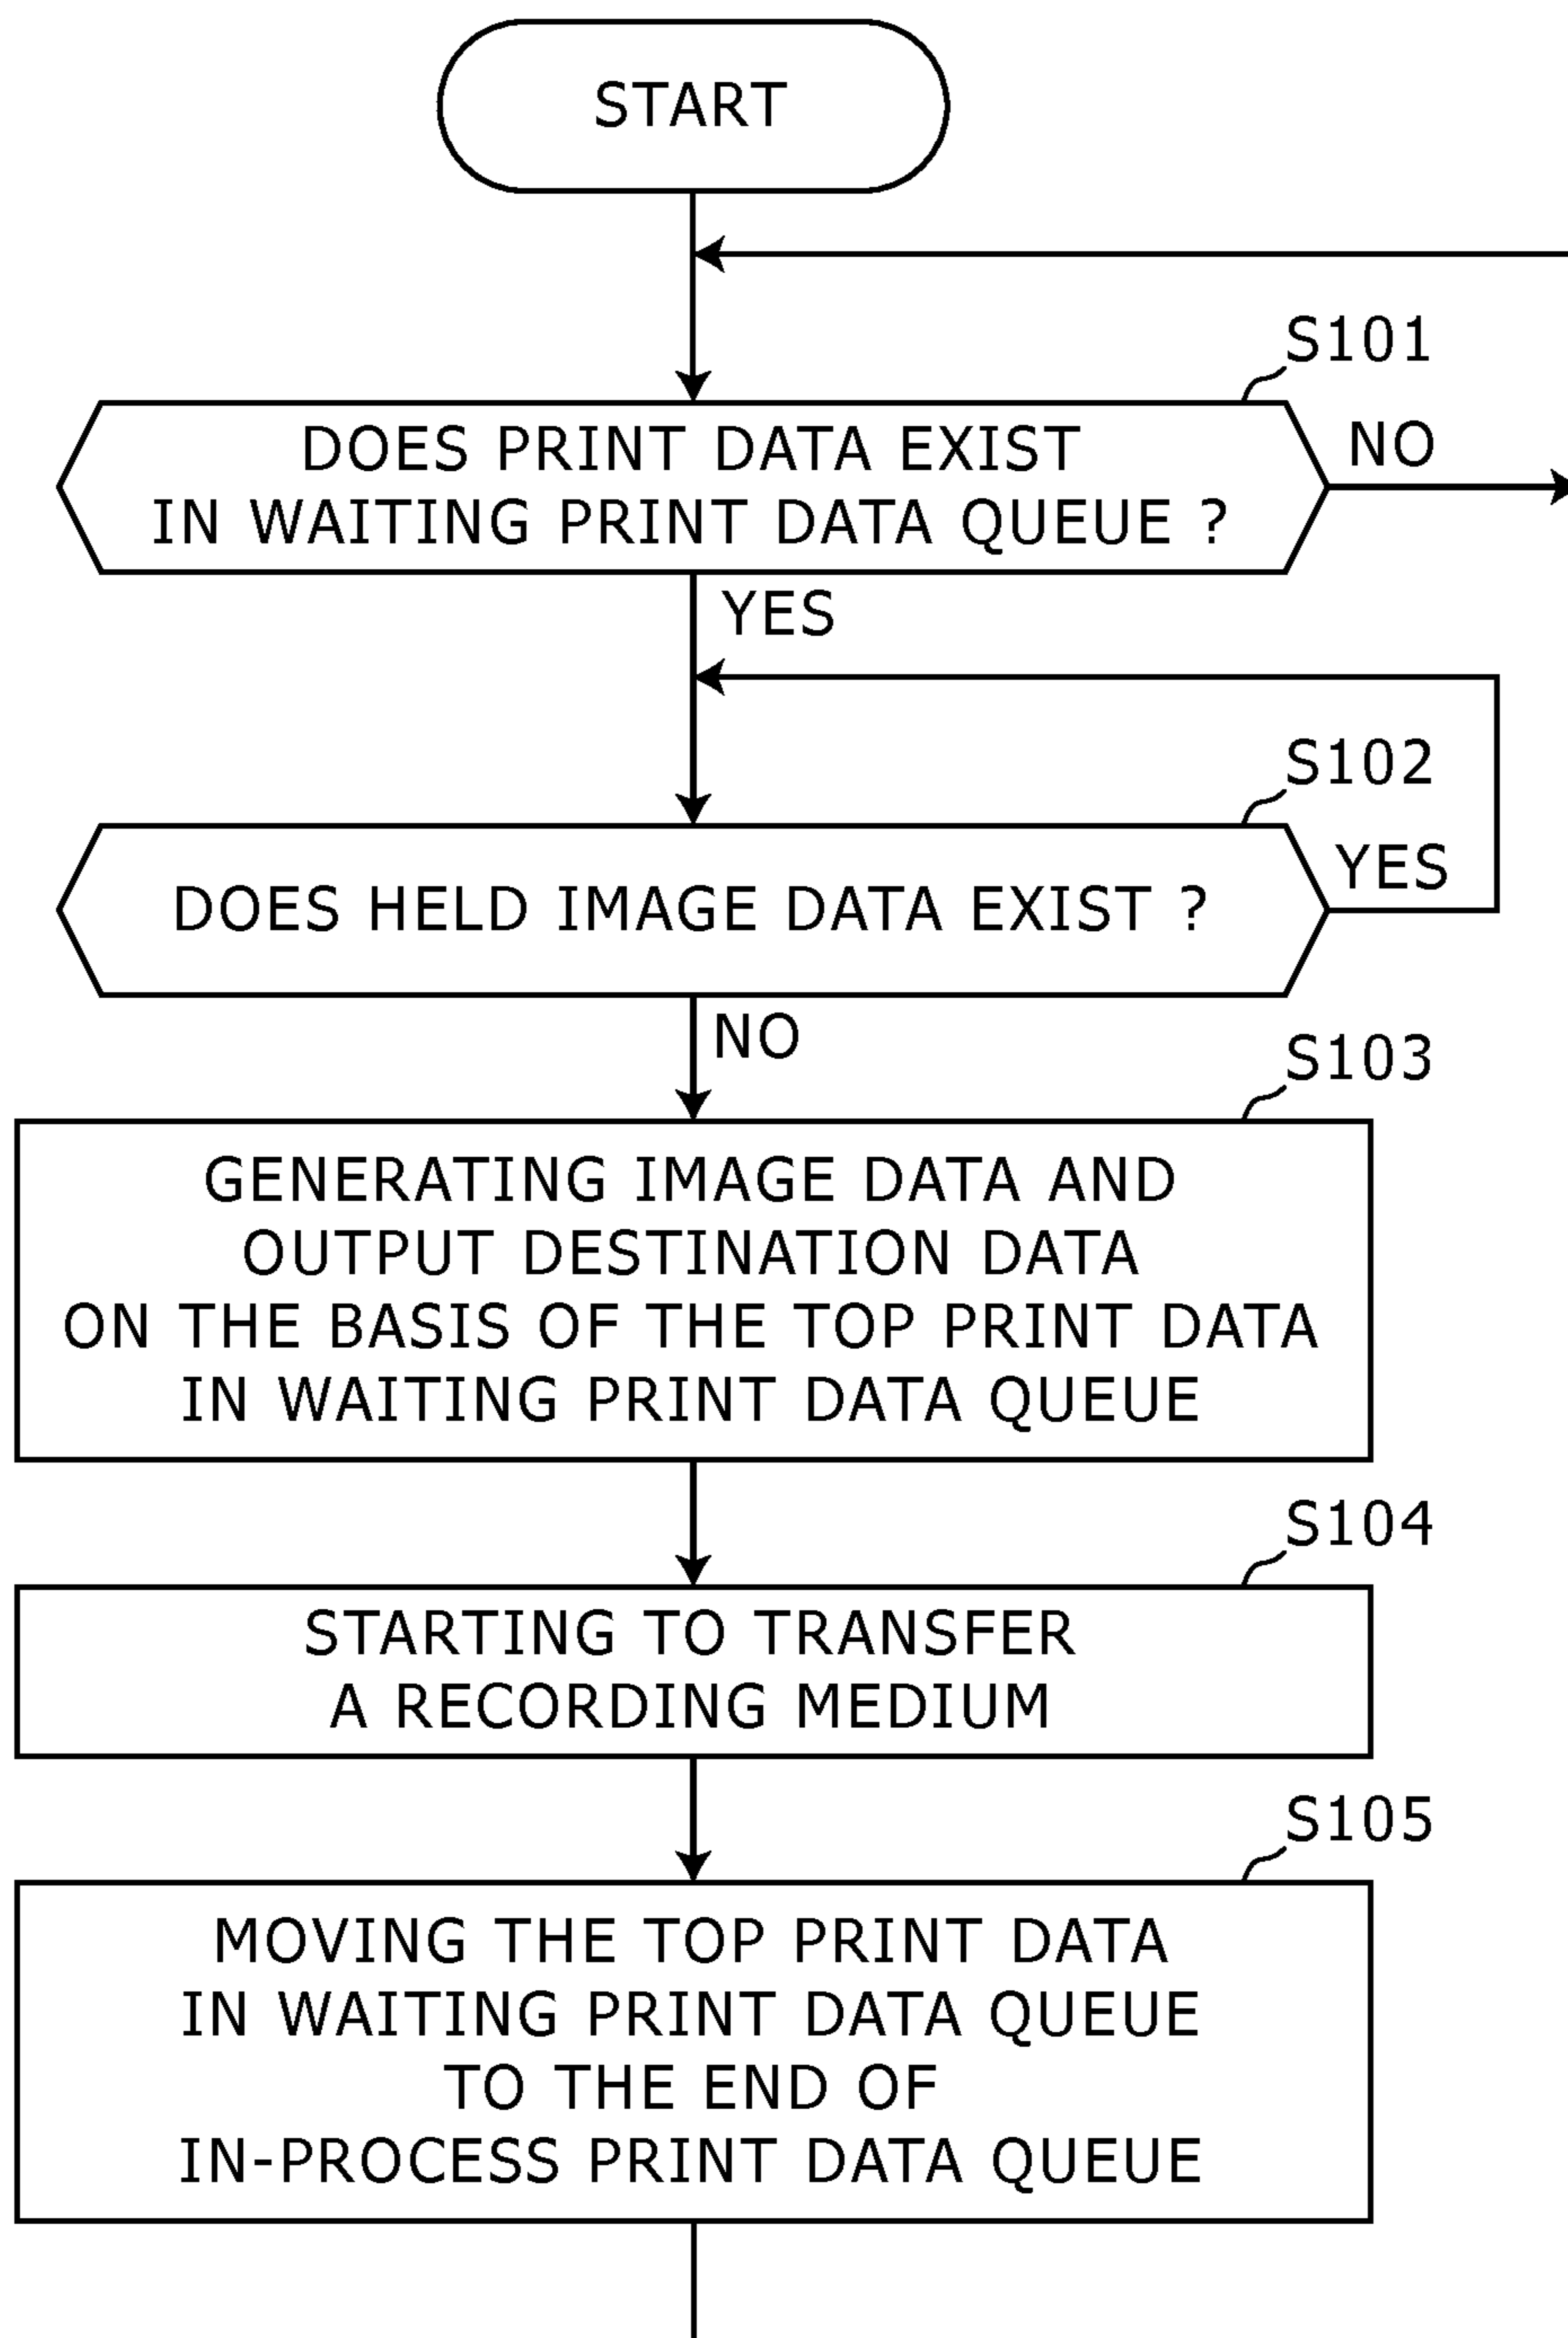 START
S101
DOES PRINT DATA EXIST
IN WAITING PRINT DATA QUEUE ?
NO
YES
S102
DOES HELD IMAGE DATA EXIST ?
YES
NO
S103
GENERATING IMAGE DATA AND
OUTPUT DESTINATION DATA
ON THE BASIS OF THE TOP PRINT DATA
IN WAITING PRINT DATA QUEUE
S104
STARTING TO TRANSFER
A RECORDING MEDIUM
S105
MOVING THE TOP PRINT DATA
IN WAITING PRINT DATA QUEUE
TO THE END OF
IN-PROCESS PRINT DATA QUEUE